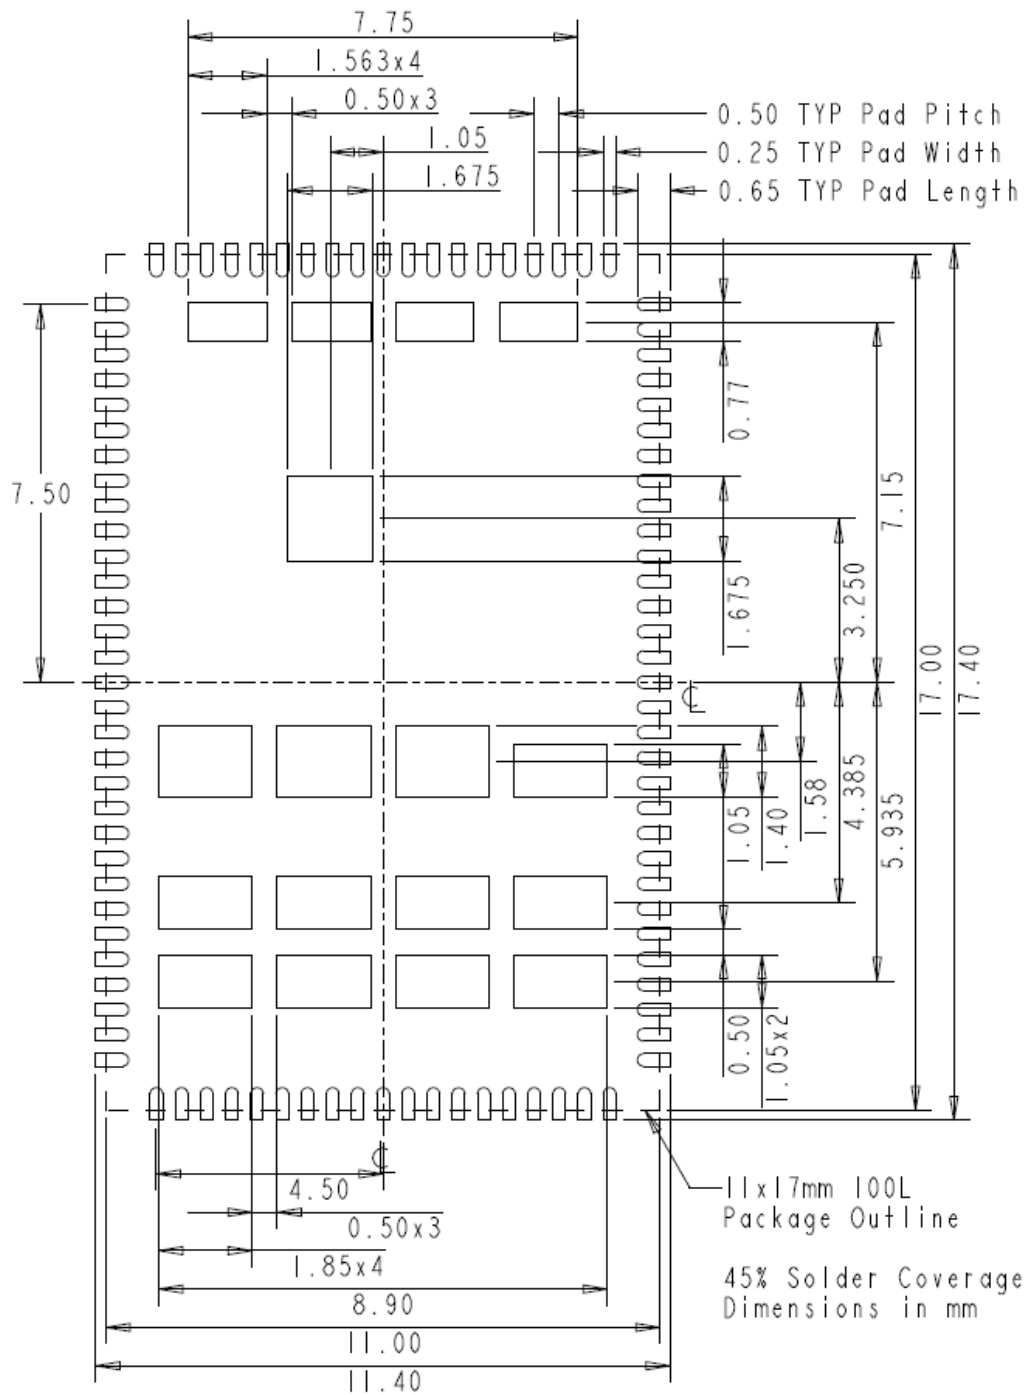 7.75
1.563x4
0.50x3
1.05
1.675
0.50 TYP Pad Pitch
0.25 TYP Pad Width
0.65 TYP Pad Length
7.50
0.77
7.15
1.675
3.250
17.00
17.40
1.05
1.40
1.58
4.385
5.935
0.50
1.05x2
4.50
0.50x3
1.85x4
8.90
11.00
11.40
11x17mm 100L
Package Outline
45% Solder Coverage
Dimensions in mm